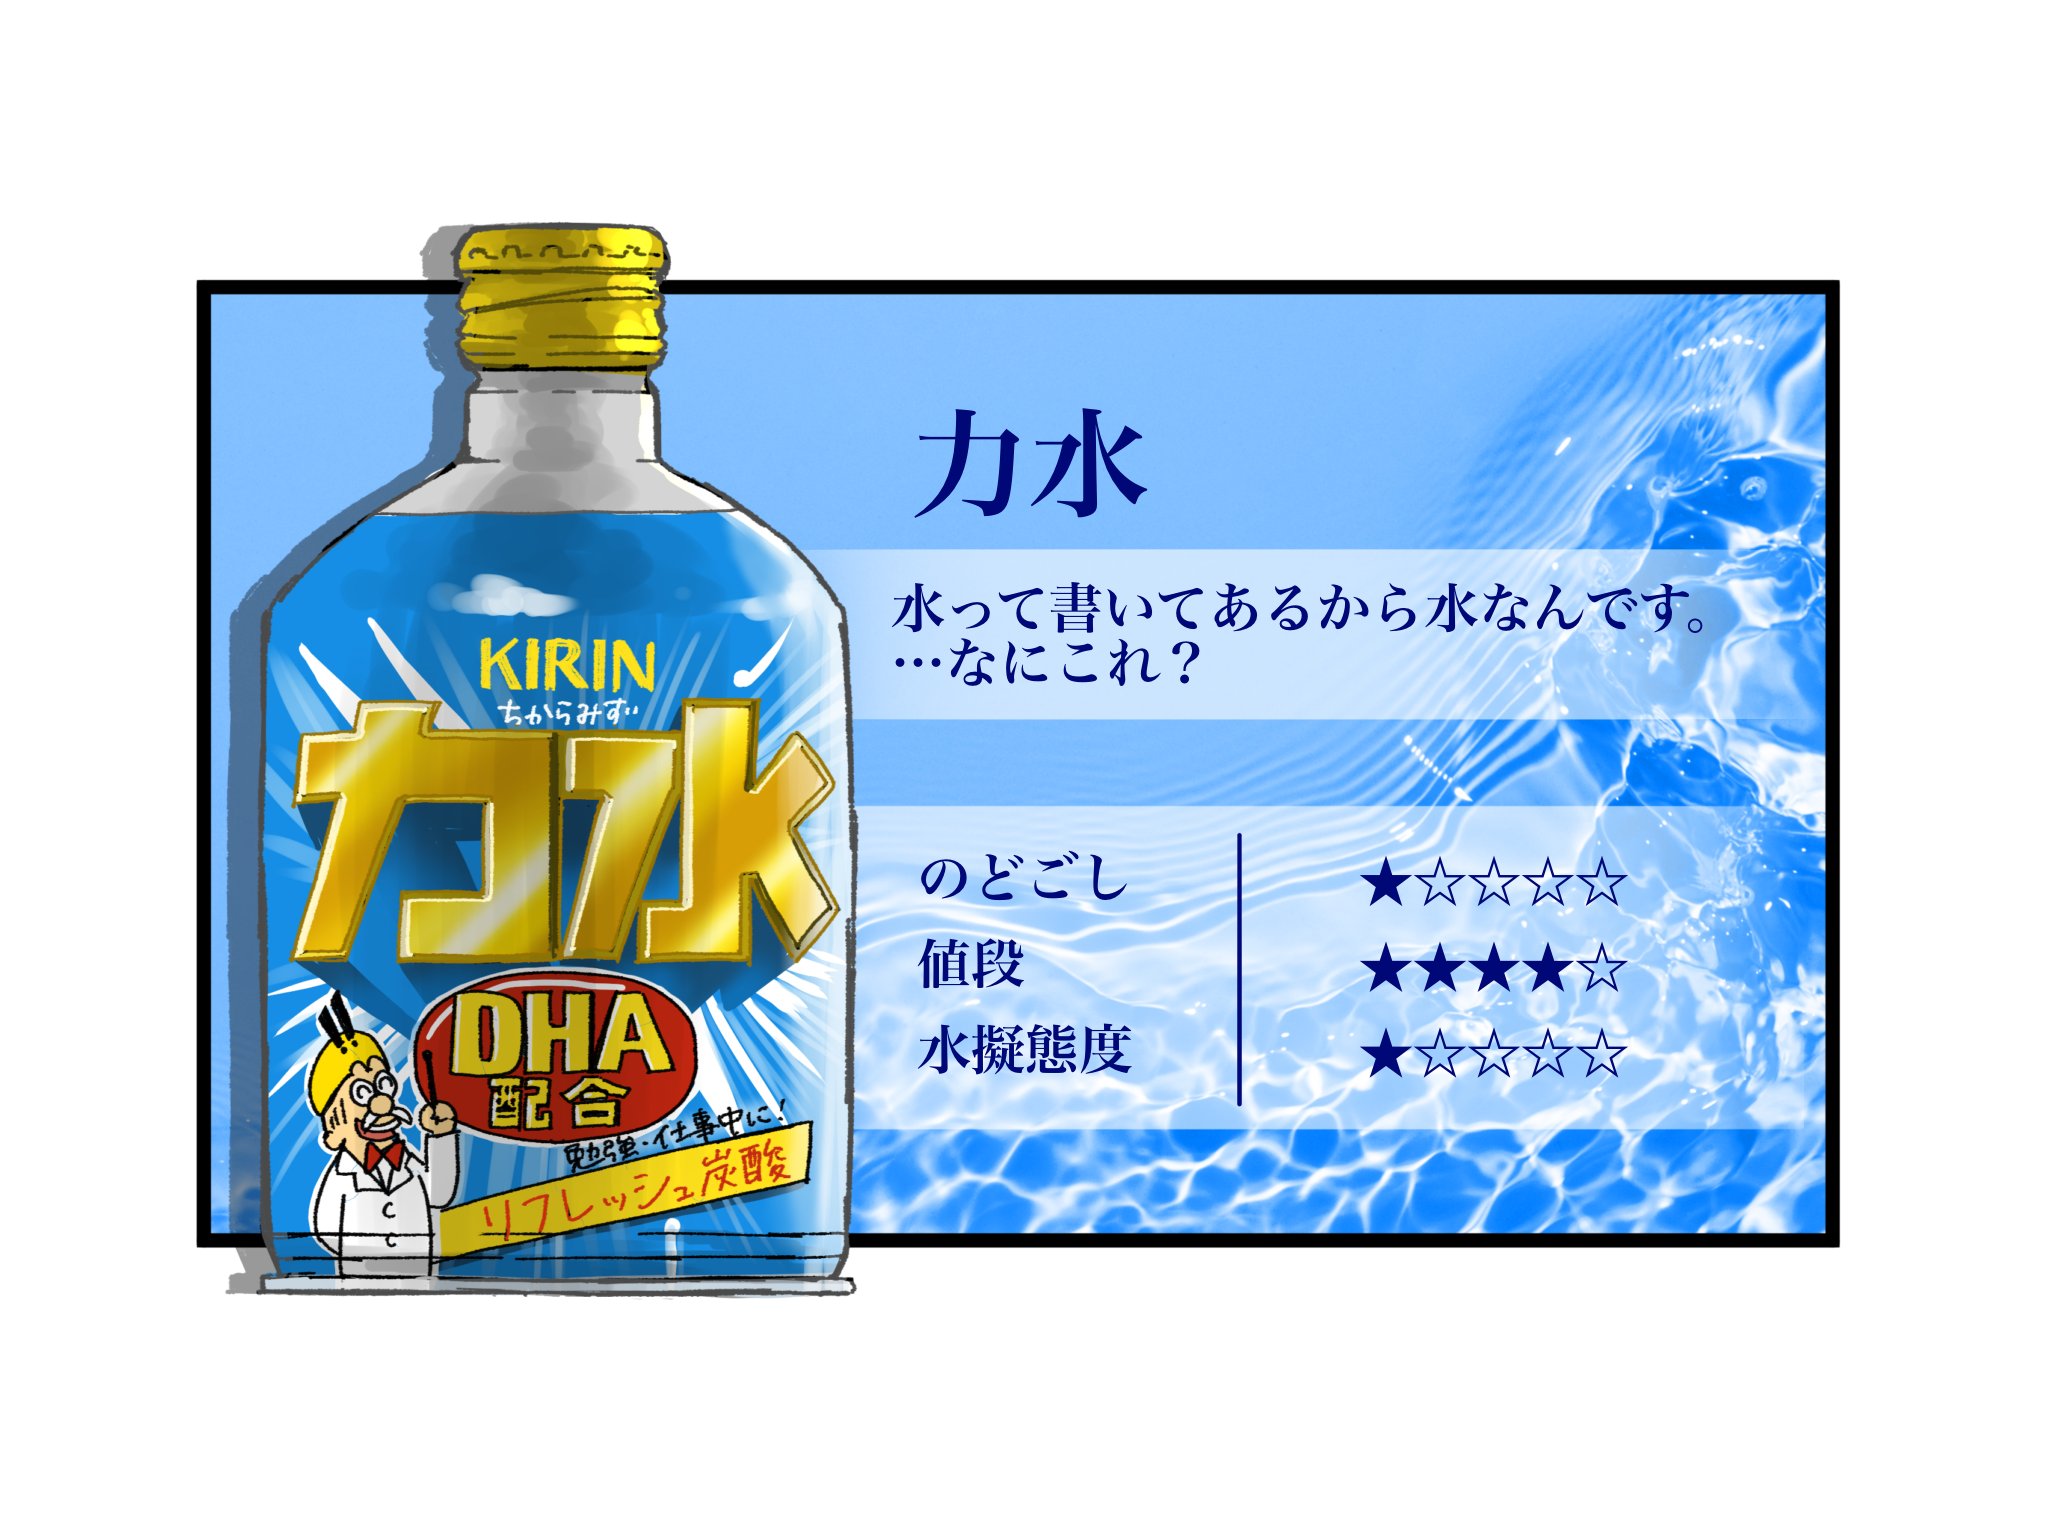 KIRIN
ちからみず
力水
DHA
配合
勉強・仕事中に!
リフレッシュ炭酸
力水
水って書いてあるから水なんです。
…なにこれ？
のどごし ★☆☆☆☆
値段 ★★★★☆
水擬態度 ★☆☆☆☆